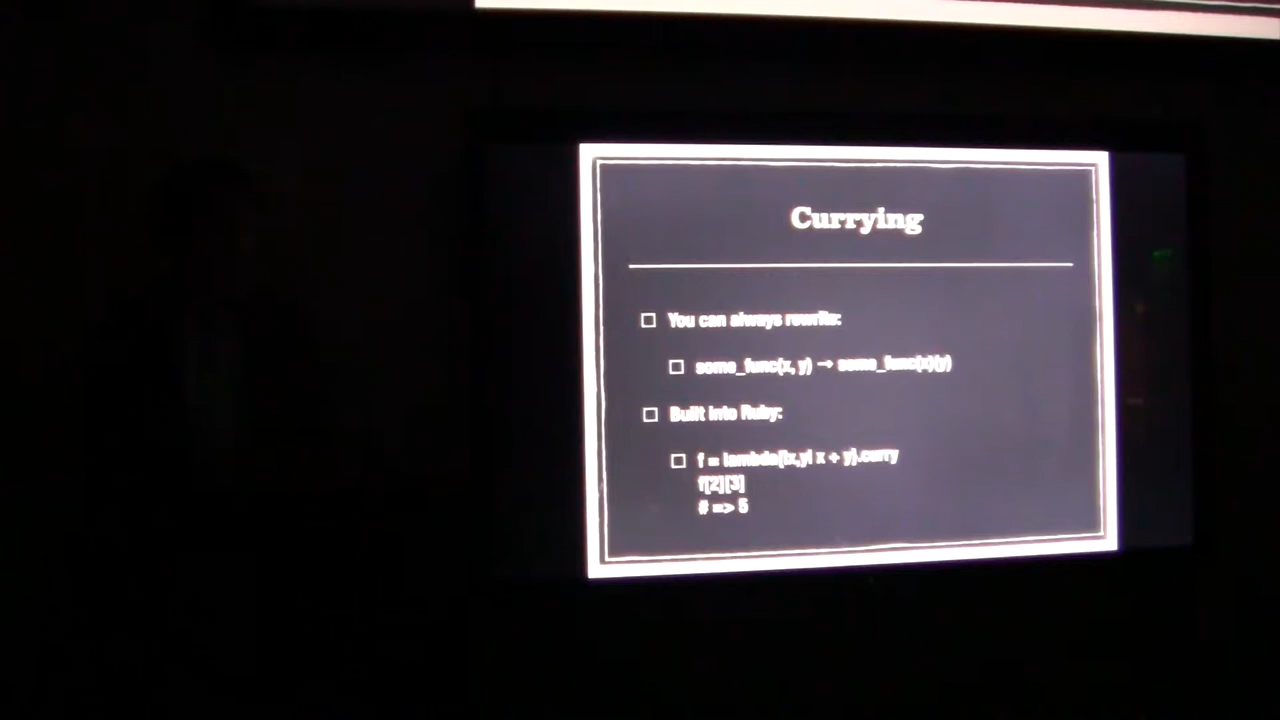 Currying
You can always rewrite:
some_func(x, y) → some_func(x)(y)
Built into Ruby:
f = lambda{|x,y| x + y}.curry
f[2][3]
# => 5